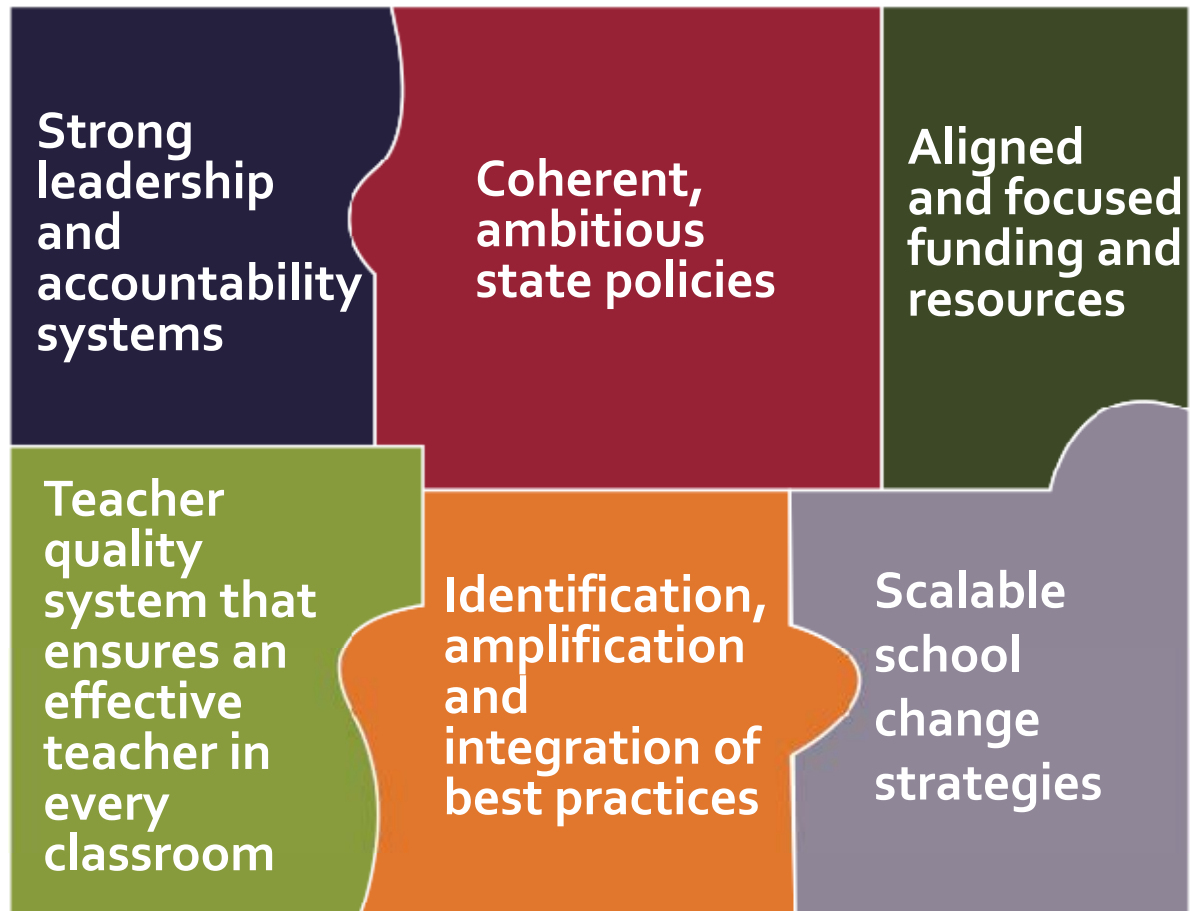 Strong
leadership
and
accountability
systems
Coherent,
ambitious
state policies
Aligned
and focused
funding and
resources
Teacher
quality
system that
ensures an
effective
teacher in
every
classroom
Identification,
amplification
and
integration of
best practices
Scalable
school
change
strategies